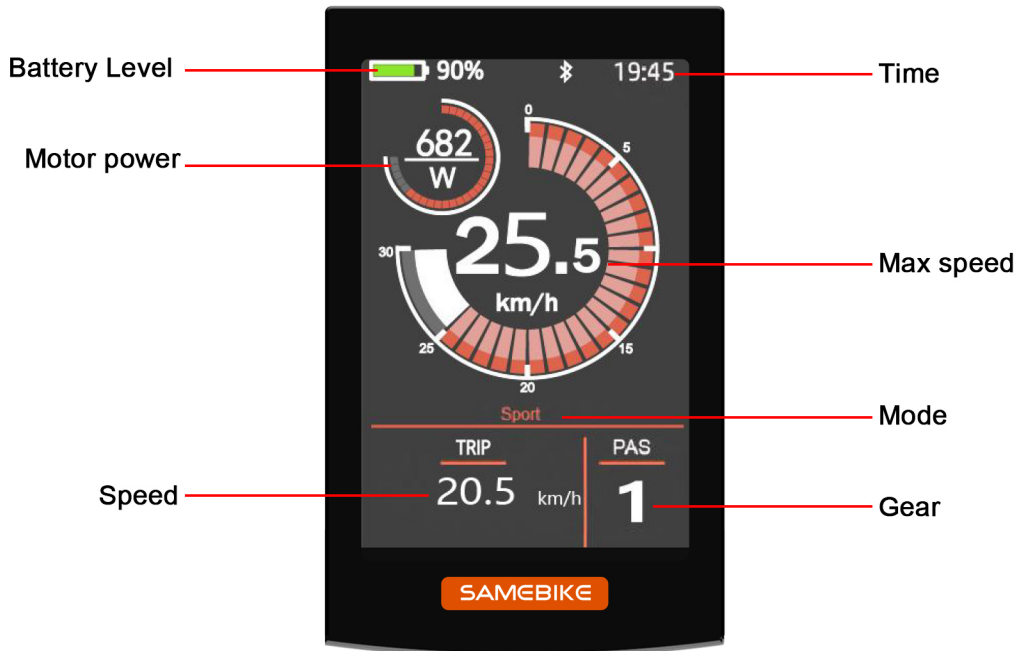 Battery Level
90%
19:45
Time
Motor power
682
W
0
5
15
20
25
30
25.5
km/h
Max speed
Sport
Mode
TRIP
20.5 km/h
Speed
PAS
1
Gear
SAMEBIKE